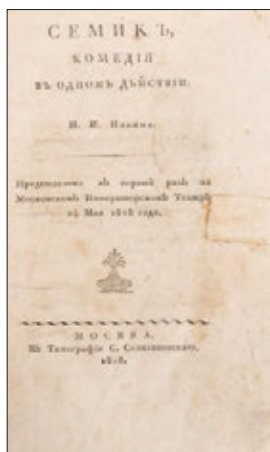 СЕМИКЪ,
КОМЕДІЯ
ВЪ ОДНОМЪ ДѢЙСТВІИ.
Н. И. Ильина.
Представлена въ первой разъ на
Московскомъ Императорскомъ Театрѣ
Мая 1818 года.
МОСКВА,
Въ Типографіи С. Селивановскаго,
1818.